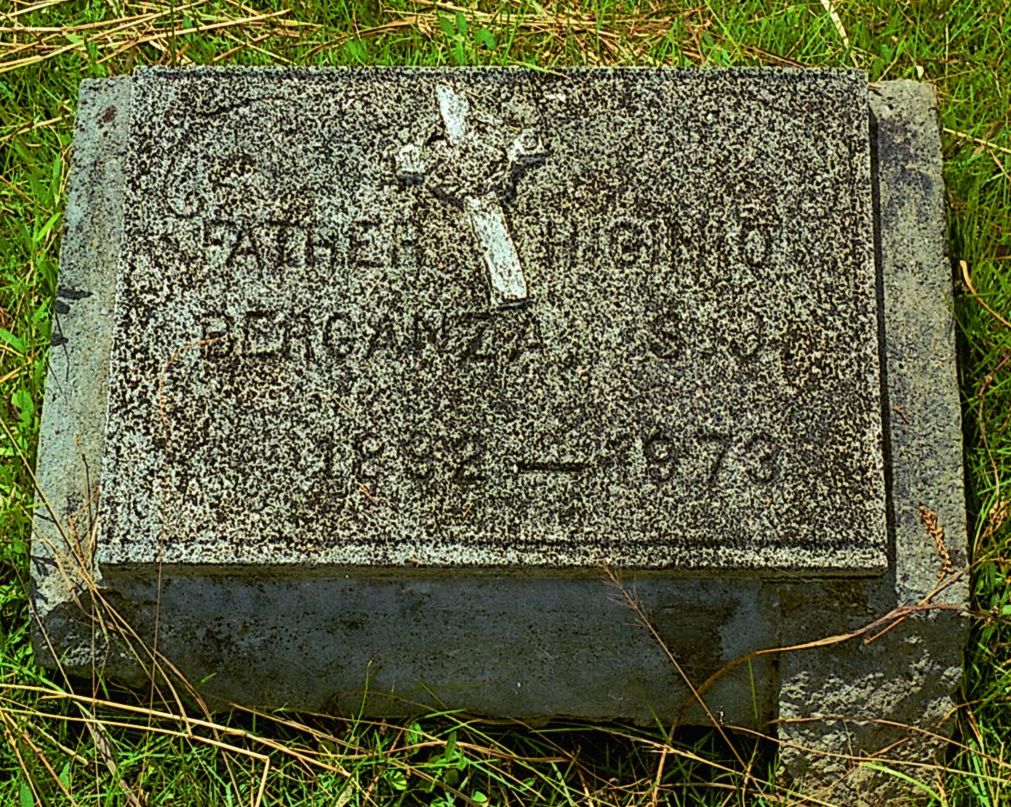 FATHER HIGINIO
BERGANZA, S.J.
1892 — 1973